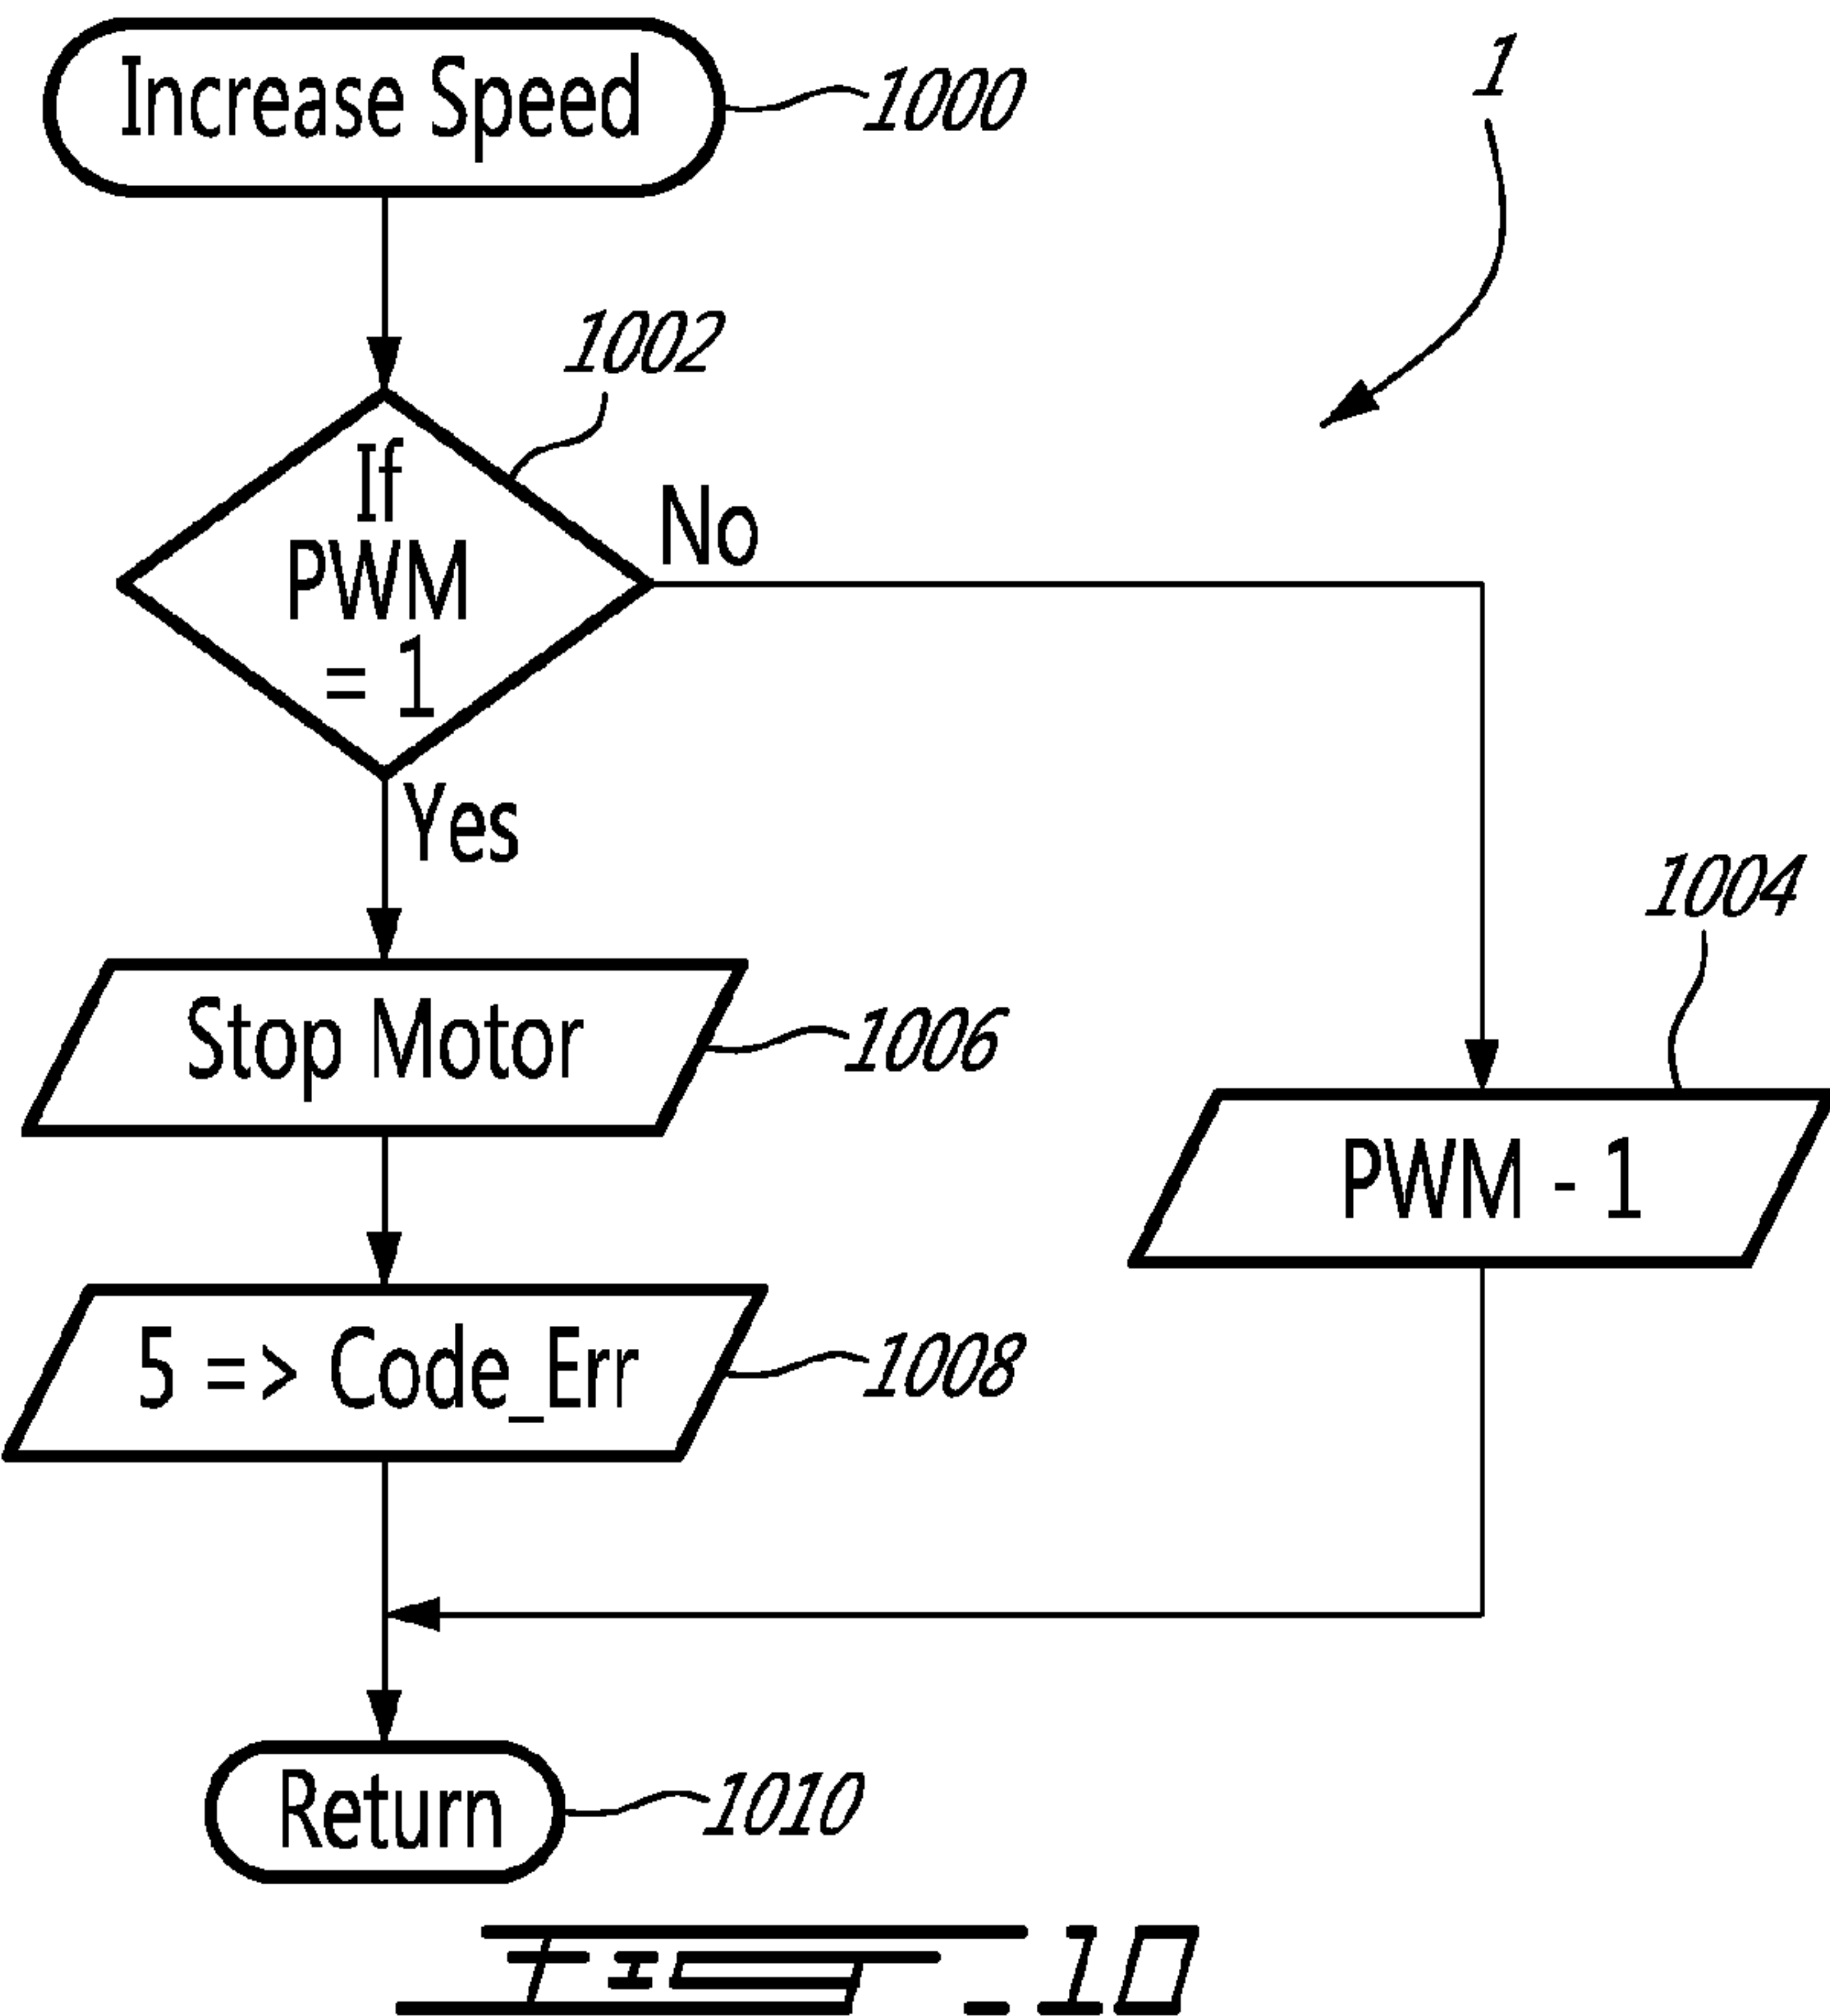 Increase Speed
1000
1
1002
If
PWM
= 1
No
Yes
1004
Stop Motor
1006
PWM - 1
5 => Code_Err
1008
Return
1010
Fig. 10